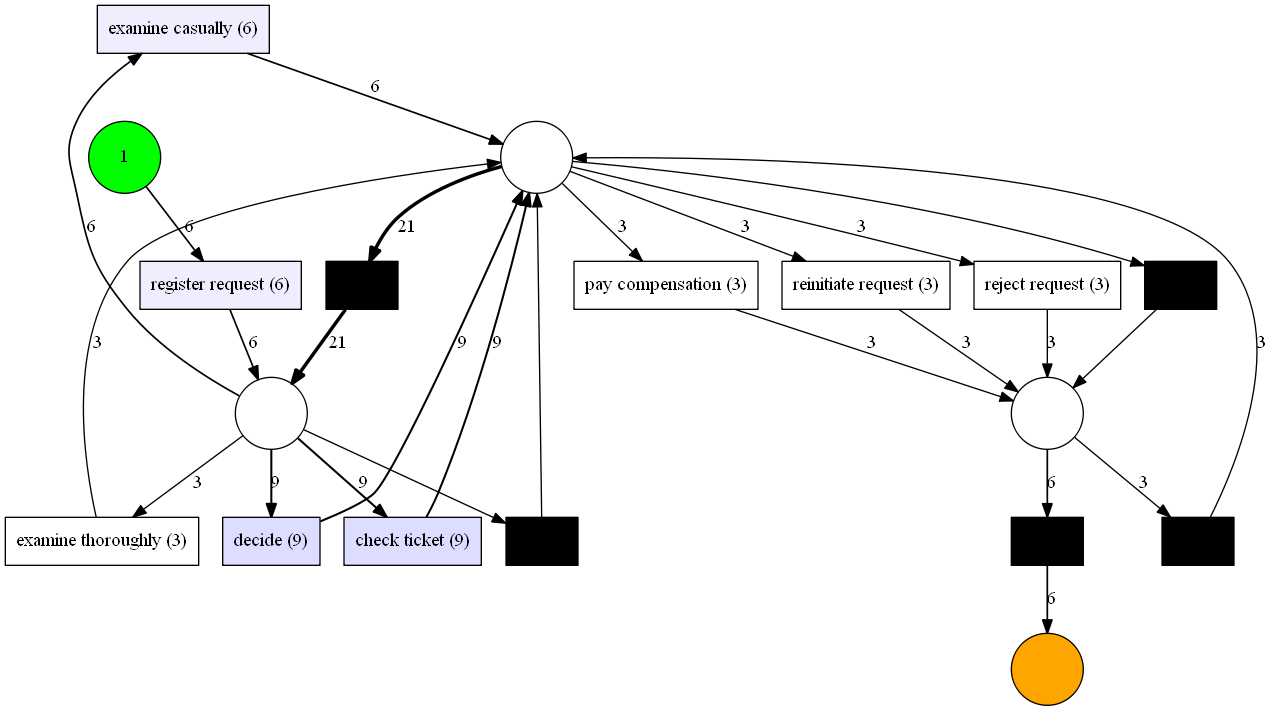 examine casually (6)
6
1
6
6
21
3
3
3
register request (6)
pay compensation (3)
reinitiate request (3)
reject request (3)
3
6
21
9
9
3
3
3
3
3
9
9
6
3
examine thoroughly (3)
decide (9)
check ticket (9)
6